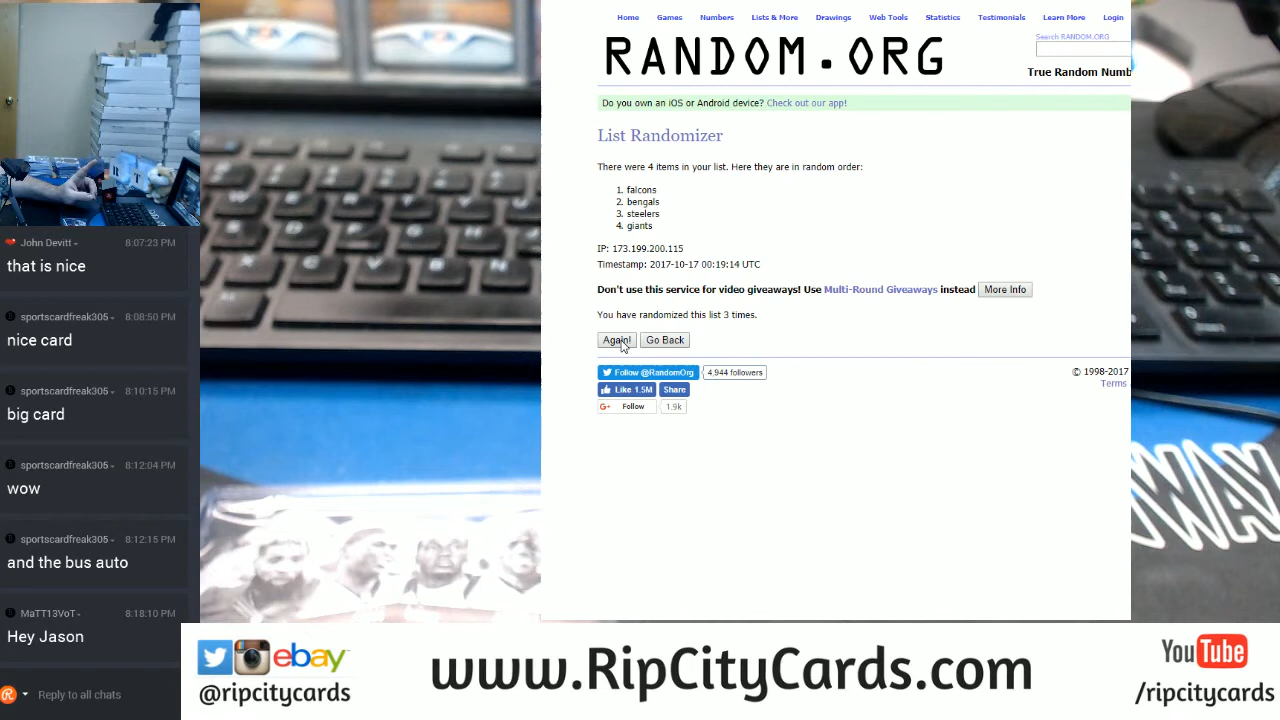 John Devitt 8:07:23 PM
that is nice
sportscardfreak305 8:08:50 PM
nice card
sportscardfreak305 8:10:15 PM
big card
sportscardfreak305 8:12:04 PM
wow
sportscardfreak305 8:12:15 PM
and the bus auto
MaTT13VoT 8:18:10 PM
Hey Jason
Reply to all chats
Home Games Numbers Lists & More Drawings Web Tools Statistics Testimonials Learn More Login
RANDOM.ORG
Search RANDOM.ORG
True Random Numb
Do you own an iOS or Android device? Check out our app!
List Randomizer
There were 4 items in your list. Here they are in random order:
1. falcons
2. bengals
3. steelers
4. giants
IP: 173.199.200.115
Timestamp: 2017-10-17 00:19:14 UTC
Don't use this service for video giveaways! Use Multi-Round Giveaways instead More Info
You have randomized this list 3 times.
Again! Go Back
Follow @RandomOrg 4,944 followers
Like 1.5M Share
G+ Follow 1.9k
© 1998-2017
Terms
ebay
@ripcitycards
www.RipCityCards.com
YouTube
/ripcitycards